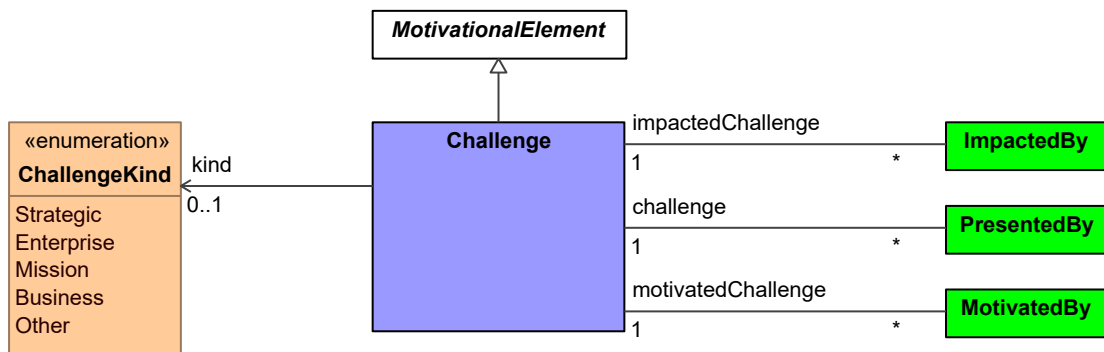 MotivationalElement
«enumeration»
ChallengeKind
Strategic
Enterprise
Mission
Business
Other
kind
0..1
Challenge
impactedChallenge
1
*
ImpactedBy
challenge
1
*
PresentedBy
motivatedChallenge
1
*
MotivatedBy